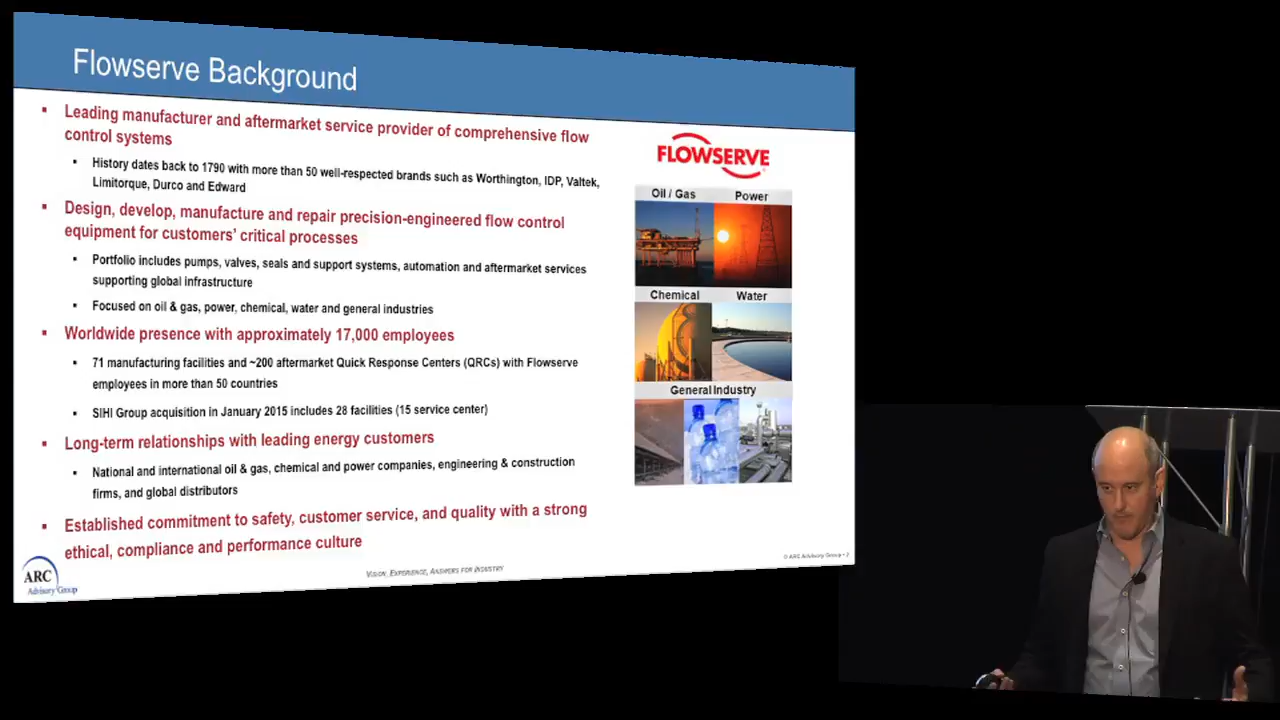 Flowserve Background
▪ Leading manufacturer and aftermarket service provider of comprehensive flow
control systems
▪ History dates back to 1790 with more than 50 well-respected brands such as Worthington, IDP, Valtek,
Limitorque, Durco and Edward
▪ Design, develop, manufacture and repair precision-engineered flow control
equipment for customers' critical processes
▪ Portfolio includes pumps, valves, seals and support systems, automation and aftermarket services
supporting global infrastructure
▪ Focused on oil & gas, power, chemical, water and general industries
▪ Worldwide presence with approximately 17,000 employees
▪ 71 manufacturing facilities and ~200 aftermarket Quick Response Centers (QRCs) with Flowserve
employees in more than 50 countries
▪ SIHI Group acquisition in January 2015 includes 28 facilities (15 service center)
▪ Long-term relationships with leading energy customers
▪ National and international oil & gas, chemical and power companies, engineering & construction
firms, and global distributors
▪ Established commitment to safety, customer service, and quality with a strong
ethical, compliance and performance culture
FLOWSERVE
Oil / Gas Power
Chemical Water
General Industry
ARC
Advisory Group
VISION, EXPERIENCE, ANSWERS FOR INDUSTRY
© ARC Advisory Group • 2